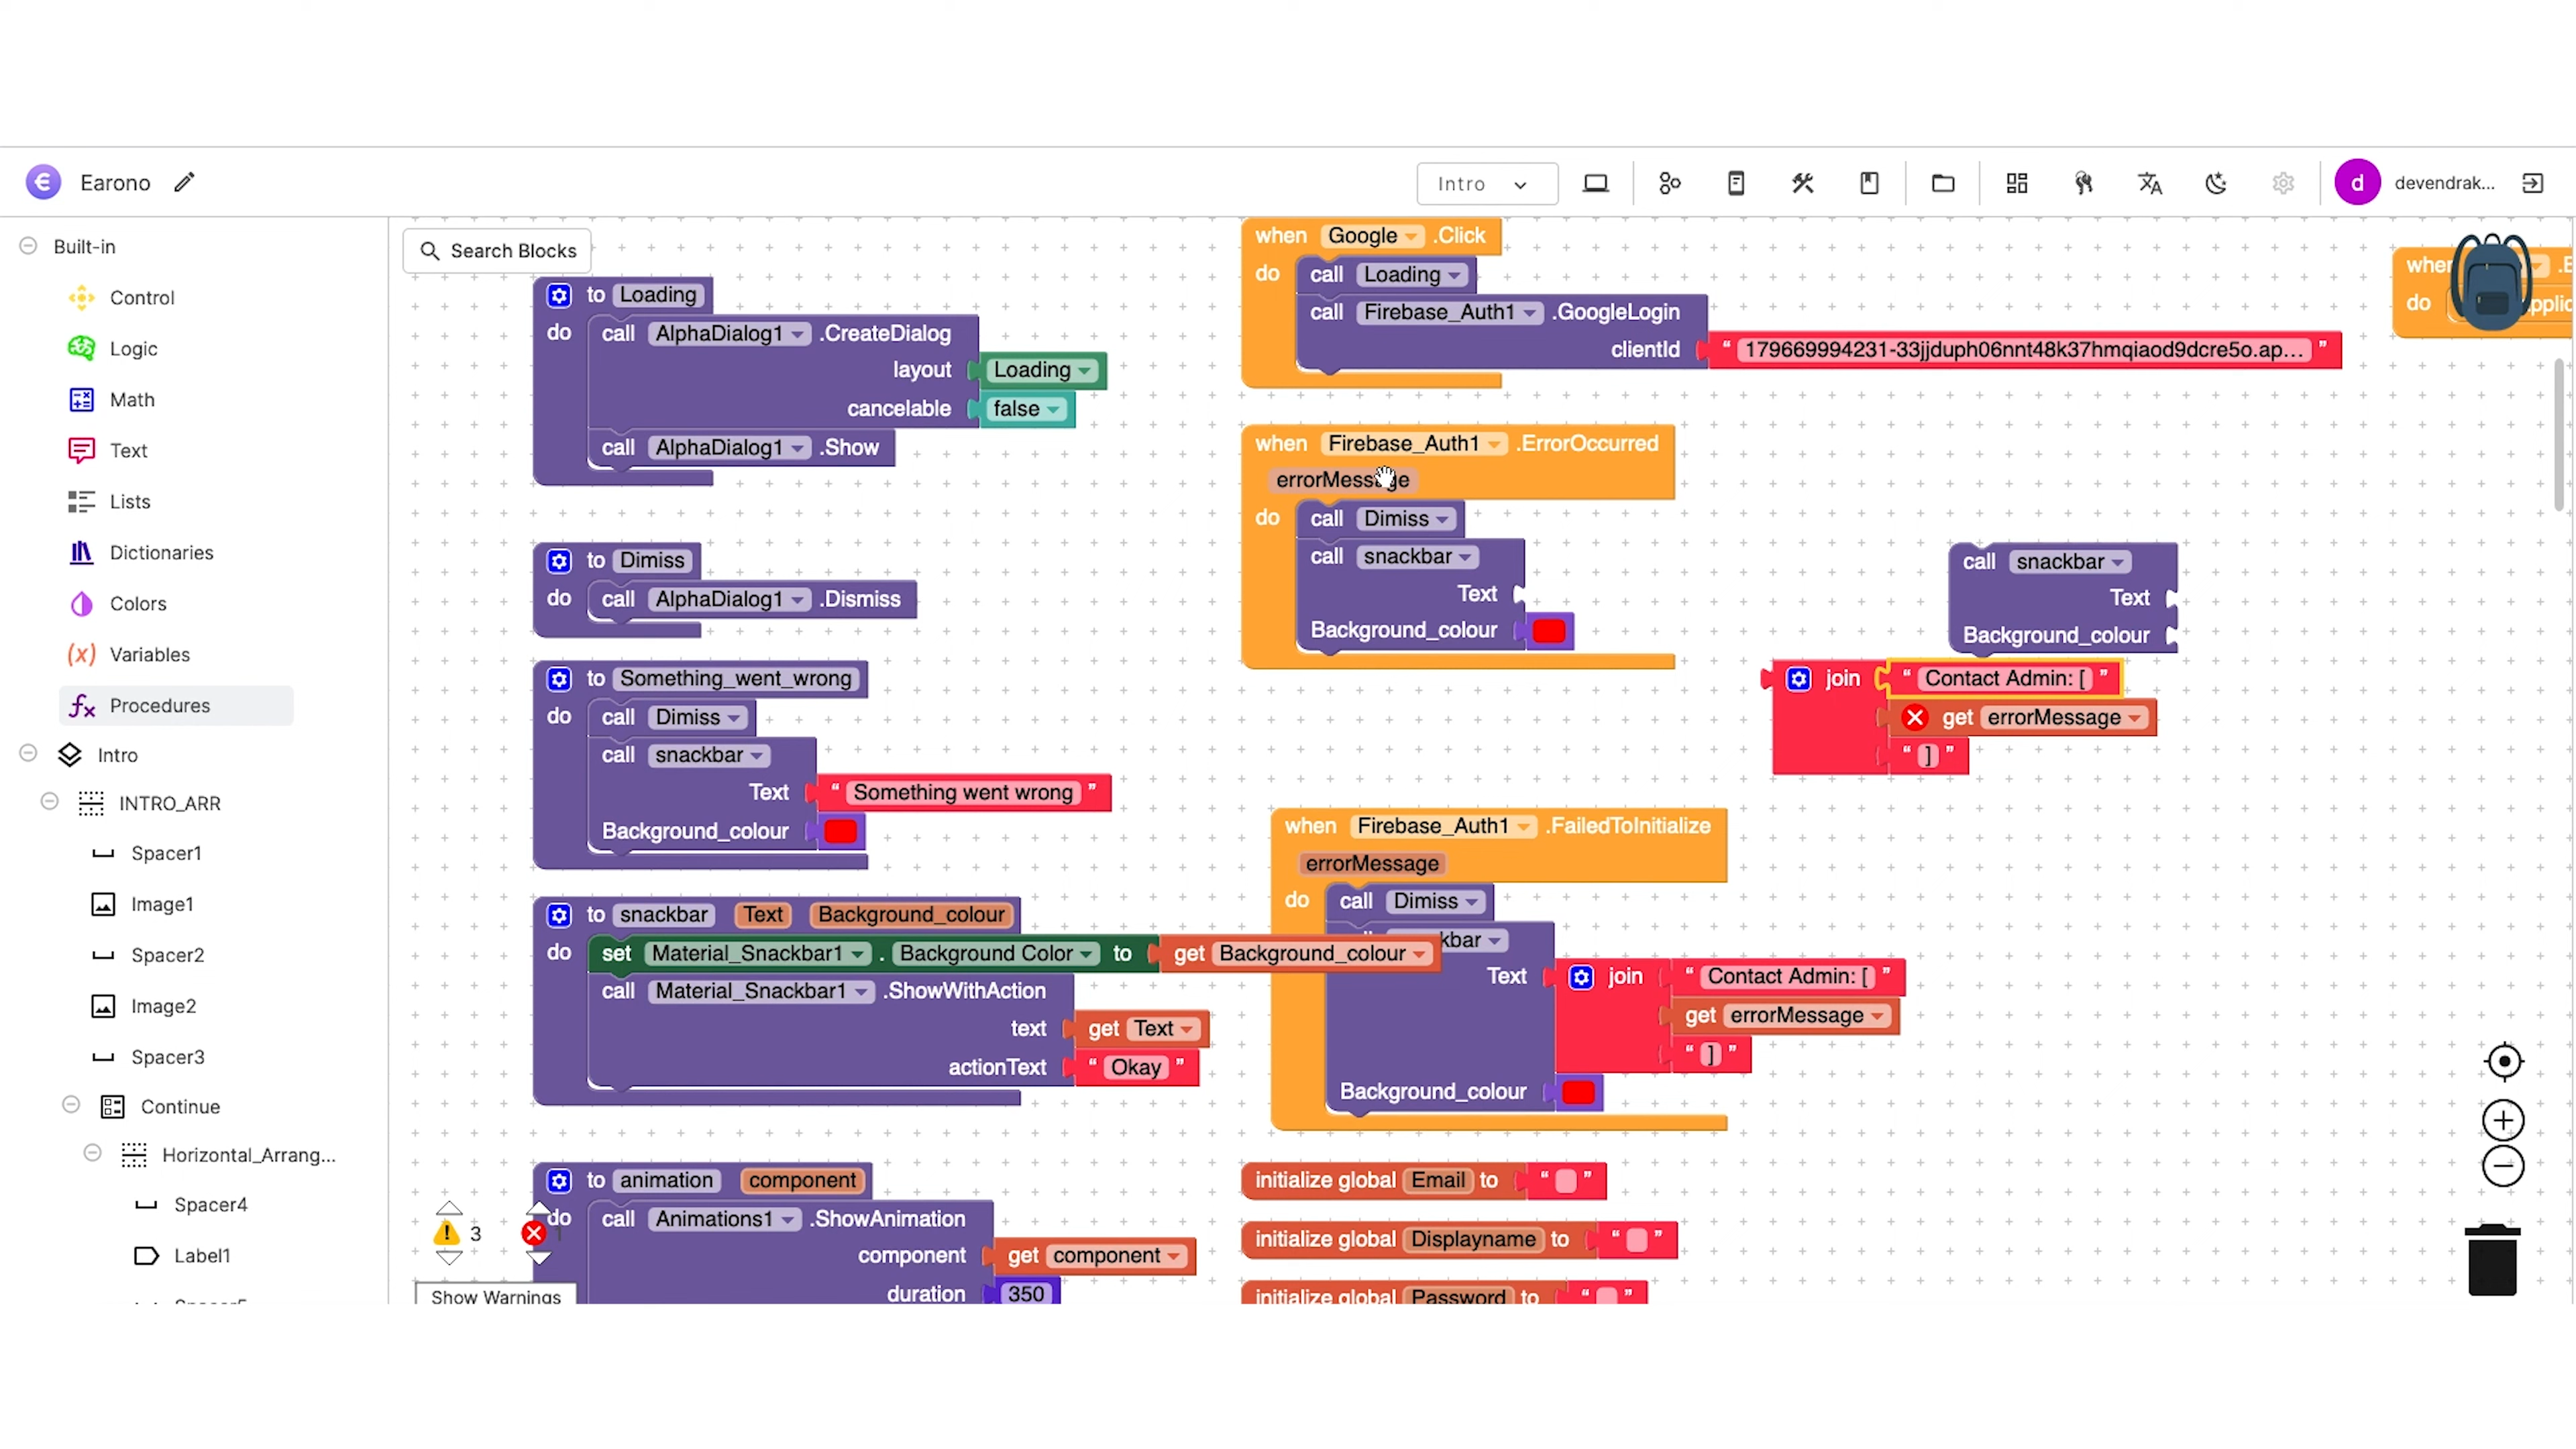 Earono
Intro
devendrak...
Built-in
Control
Logic
Math
Text
Lists
Dictionaries
Colors
Variables
Procedures
Intro
INTRO_ARR
Spacer1
Image1
Spacer2
Image2
Spacer3
Continue
Horizontal_Arrang...
Spacer4
Label1
Search Blocks
to Loading
do call AlphaDialog1 .CreateDialog
layout Loading
cancelable false
call AlphaDialog1 .Show
to Dimiss
do call AlphaDialog1 .Dismiss
to Something_went_wrong
do call Dimiss
call snackbar
Text " Something went wrong "
Background_colour
to snackbar Text Background_colour
do set Material_Snackbar1 . Background Color to get Background_colour
call Material_Snackbar1 .ShowWithAction
text get Text
actionText " Okay "
to animation component
do call Animations1 .ShowAnimation
component get component
duration 350
3
Show Warnings
when Google .Click
do call Loading
call Firebase_Auth1 .GoogleLogin
clientId " 179669994231-33jjduph06nnt48k37hmqiaod9dcre5o.ap... "
when Firebase_Auth1 .ErrorOccurred
errorMessage
do call Dimiss
call snackbar
Text
Background_colour
call snackbar
Text
Background_colour
join " Contact Admin: [ "
get errorMessage
" ] "
when Firebase_Auth1 .FailedToInitialize
errorMessage
do call Dimiss
kbar
Text join " Contact Admin: [ "
get errorMessage
" ] "
Background_colour
initialize global Email to " "
initialize global Displayname to " "
initialize global Password to " "
do
d